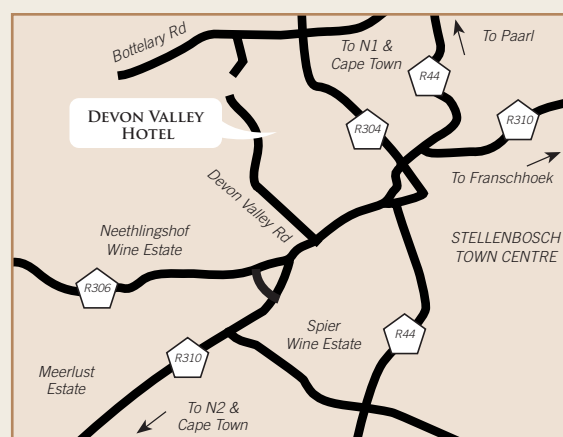 Bottelary Rd
To N1 &
Cape Town
To Paarl
R44
R310
R304
DEVON VALLEY
HOTEL
To Franschhoek
Devon Valley Rd
Neethlingshof
Wine Estate
STELLENBOSCH
TOWN CENTRE
R306
Spier
Wine Estate
R44
R310
Meerlust
Estate
To N2 &
Cape Town